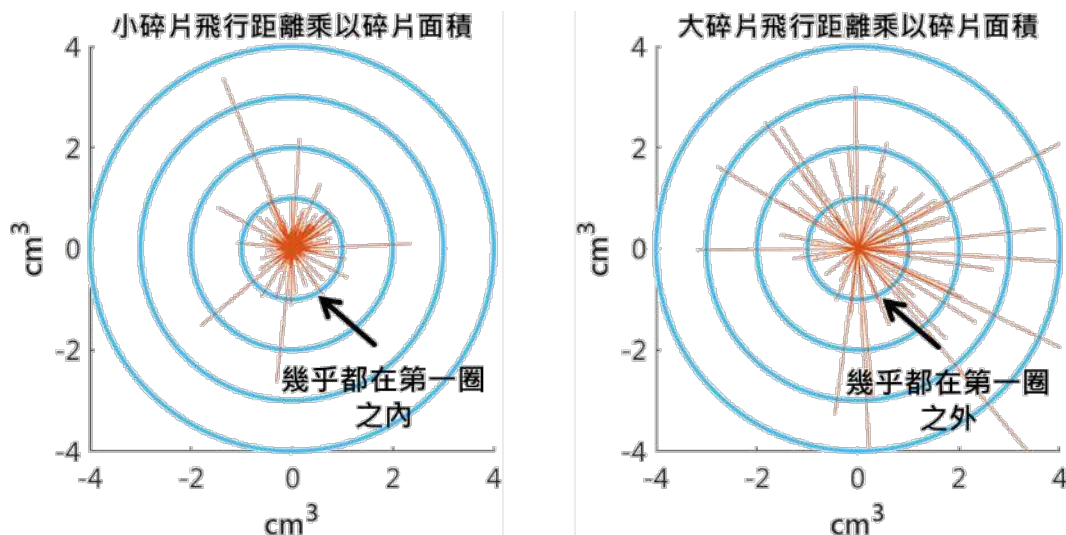 小碎片飛行距離乘以碎片面積
4
2
0
-2
-4
cm³
-4 -2 0 2 4
cm³
幾乎都在第一圈
之內
大碎片飛行距離乘以碎片面積
4
2
0
-2
-4
cm³
-4 -2 0 2 4
cm³
幾乎都在第一圈
之外